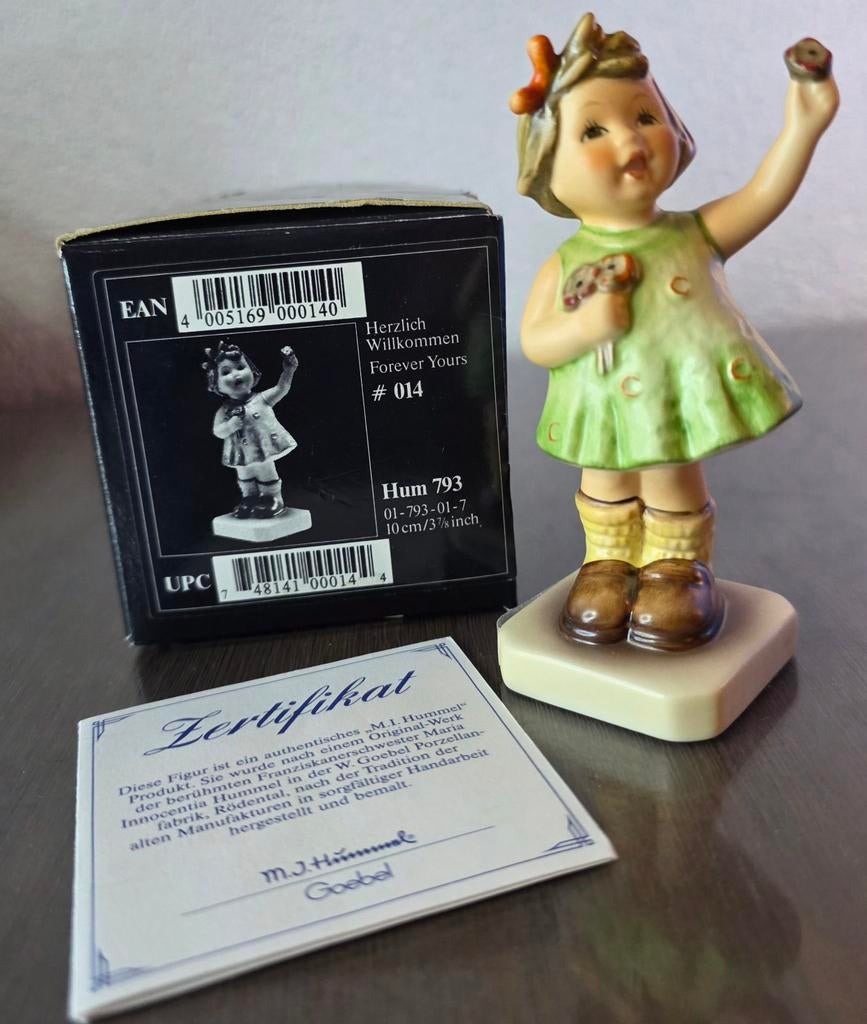 EAN
4 005169 000140
Herzlich
Willkommen
Forever Yours
# 014
Hum 793
01-793-01-7
10 cm/3⅞ inch
UPC
7 48141 00014 4
Zertifikat
Diese Figur ist ein authentisches „M.I. Hummel“
Produkt. Sie wurde nach einem Original-Werk
der berühmten Franziskanerschwester Maria
Innocentia Hummel in der W. Goebel Porzellan-
fabrik, Rödental, nach der Tradition der
alten Manufakturen in sorgfältiger Handarbeit
hergestellt und bemalt.
M.J. Hummel
Goebel